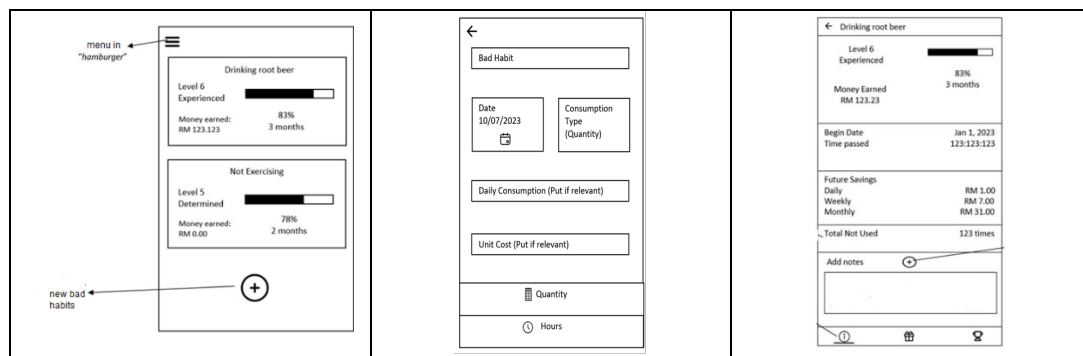 menu in
"hamburger"
Drinking root beer
Level 6
Experienced
Money earned:
RM 123.123
83%
3 months
Not Exercising
Level 5
Determined
Money earned:
RM 0.00
78%
2 months
new bad
habits
Bad Habit
Date
10/07/2023
Consumption
Type
(Quantity)
Daily Consumption (Put if relevant)
Unit Cost (Put if relevant)
Quantity
Hours
Drinking root beer
Level 6
Experienced
83%
3 months
Money Earned
RM 123.23
Begin Date Jan 1, 2023
Time passed 123:123:123
Future Savings
Daily RM 1.00
Weekly RM 7.00
Monthly RM 31.00
Total Not Used 123 times
Add notes